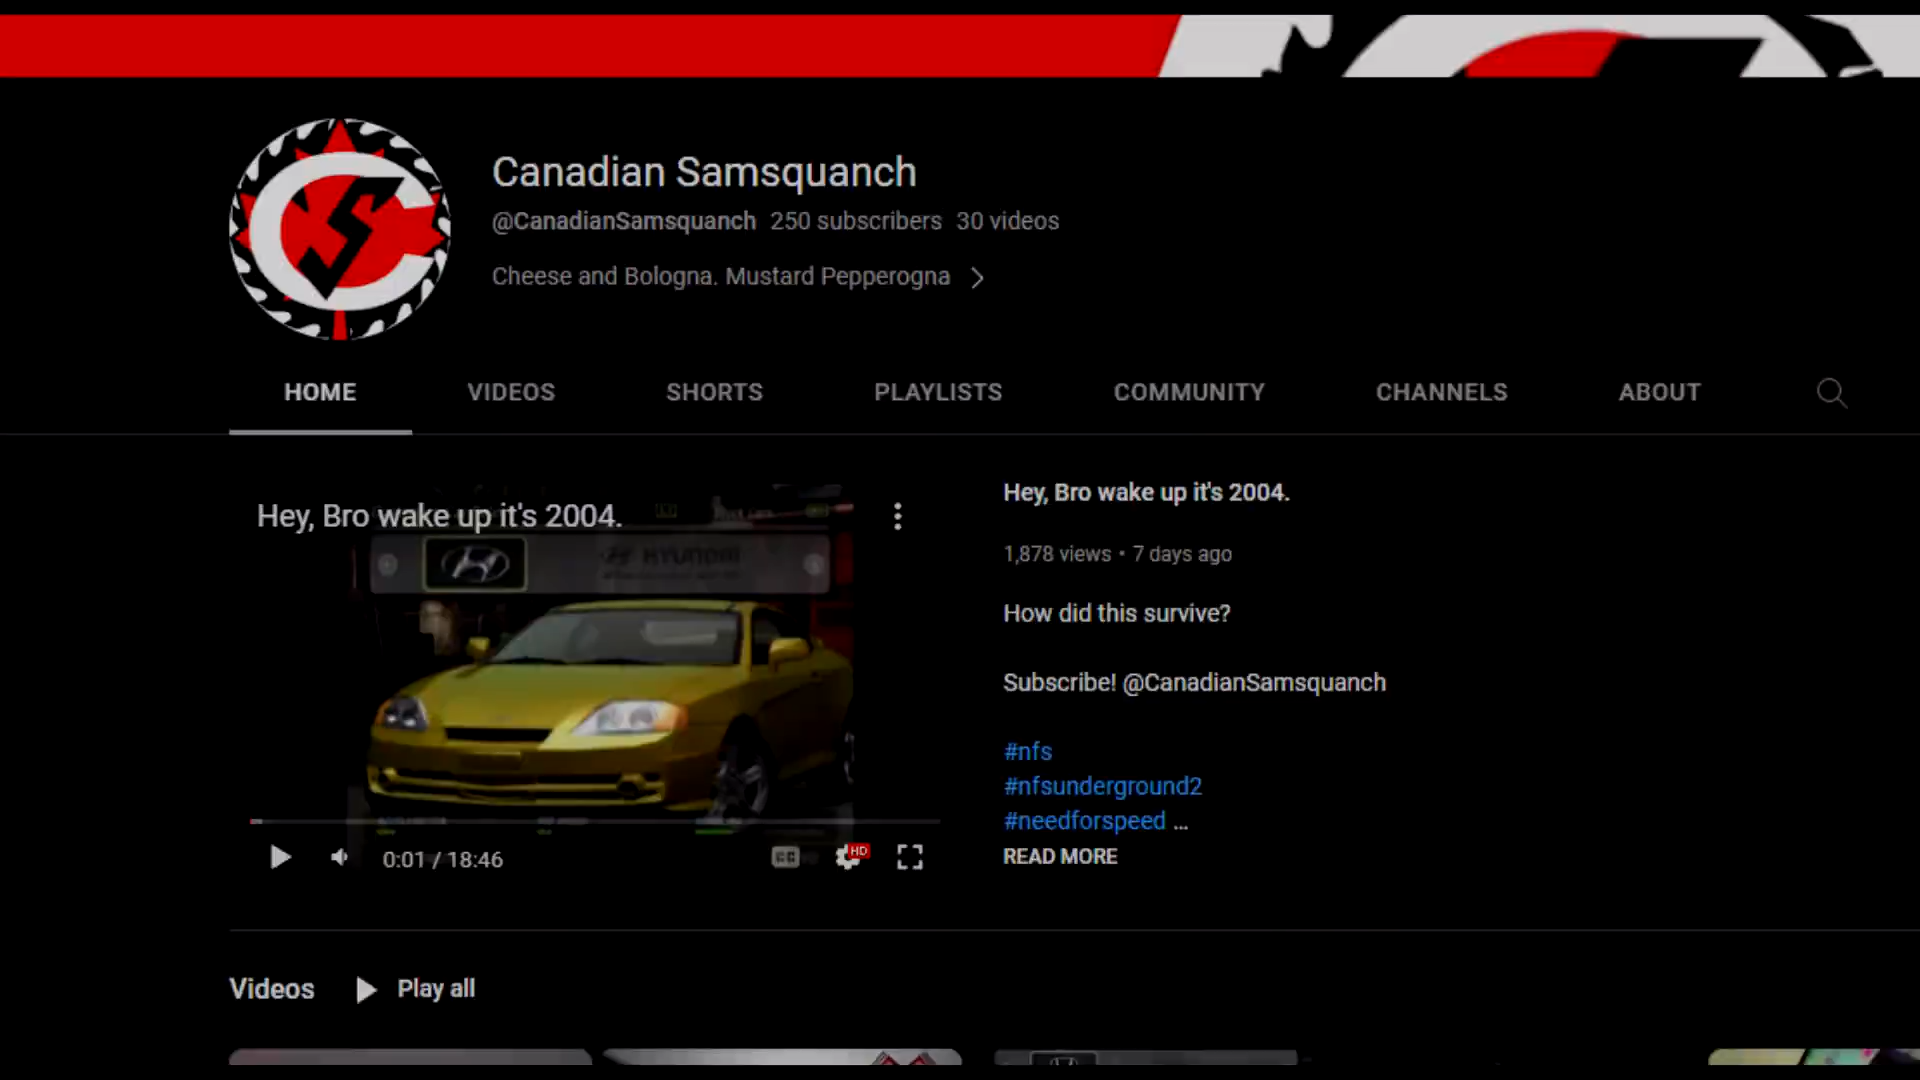 Canadian Samsquanch
@CanadianSamsquanch 250 subscribers 30 videos
Cheese and Bologna. Mustard Pepperogna
HOME VIDEOS SHORTS PLAYLISTS COMMUNITY CHANNELS ABOUT
Hey, Bro wake up it's 2004.
HYUNDAI
0:01 / 18:46
CC
HD
Hey, Bro wake up it's 2004.
1,878 views • 7 days ago
How did this survive?
Subscribe! @CanadianSamsquanch
#nfs
#nfsunderground2
#needforspeed ...
READ MORE
Videos Play all